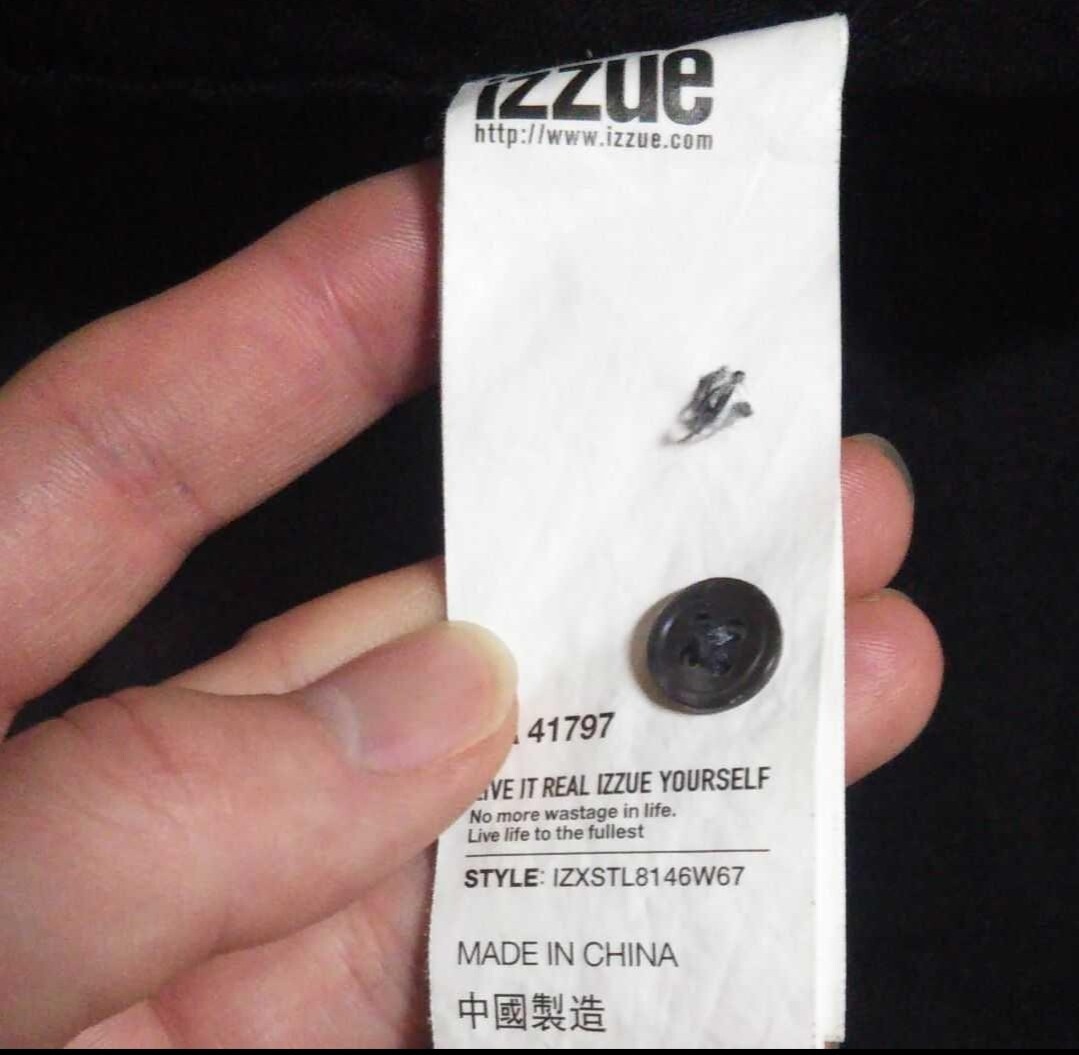 izzue
http://www.izzue.com
41797
LIVE IT REAL IZZUE YOURSELF
No more wastage in life.
Live life to the fullest
STYLE: IZXSTL8146W67
MADE IN CHINA
中國製造